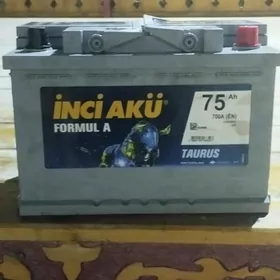 İNCİ AKÜ
FORMUL A
75 Ah
700A (EN)
TAURUS